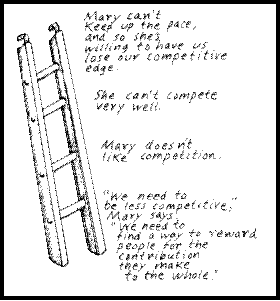 Mary can't
Keep up the pace,
and so she's
willing to have us
lose our competitive
edge.
She can't compete
very well.
Mary doesn't
like competition.
"We need to
be less competitive,"
Mary says.
"We need to
find a way to reward
people for the
contribution
they make
to the whole."